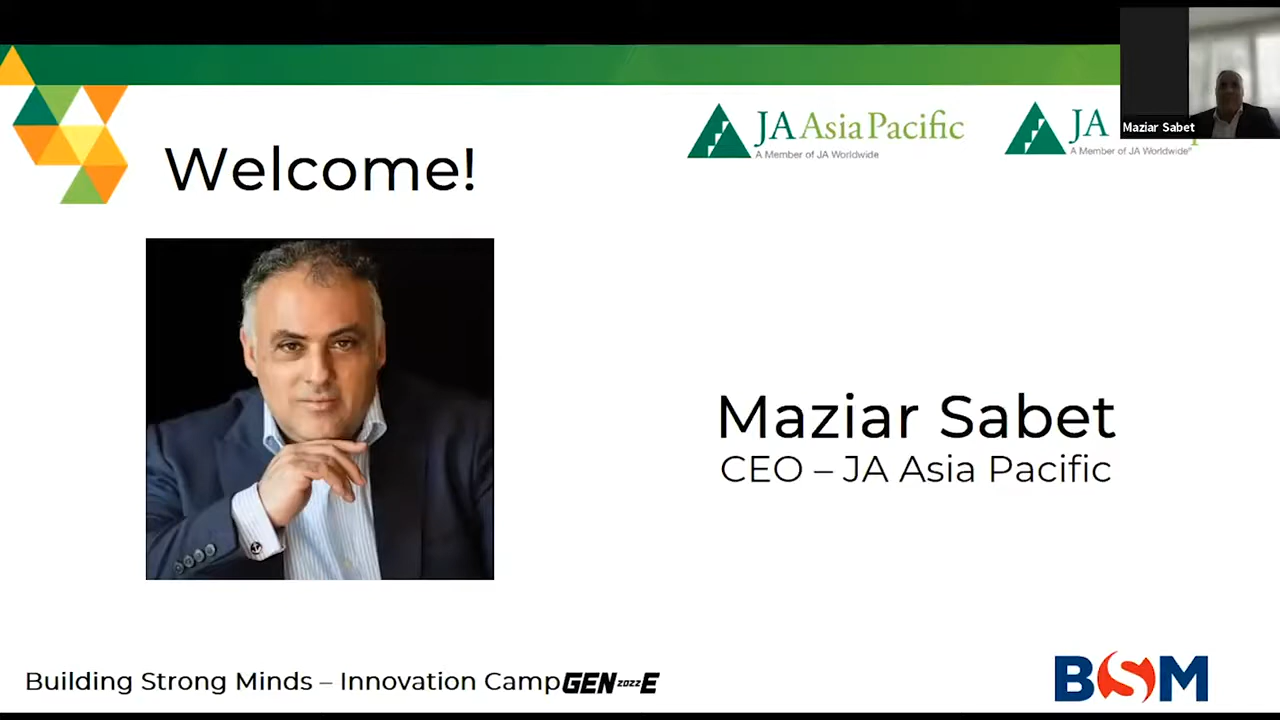 Maziar Sabet
JA Asia Pacific
A Member of JA Worldwide
JA
A Member of JA Worldwide®
Welcome!
Maziar Sabet
CEO – JA Asia Pacific
Building Strong Minds – Innovation Camp GEN 2022 E
BSM